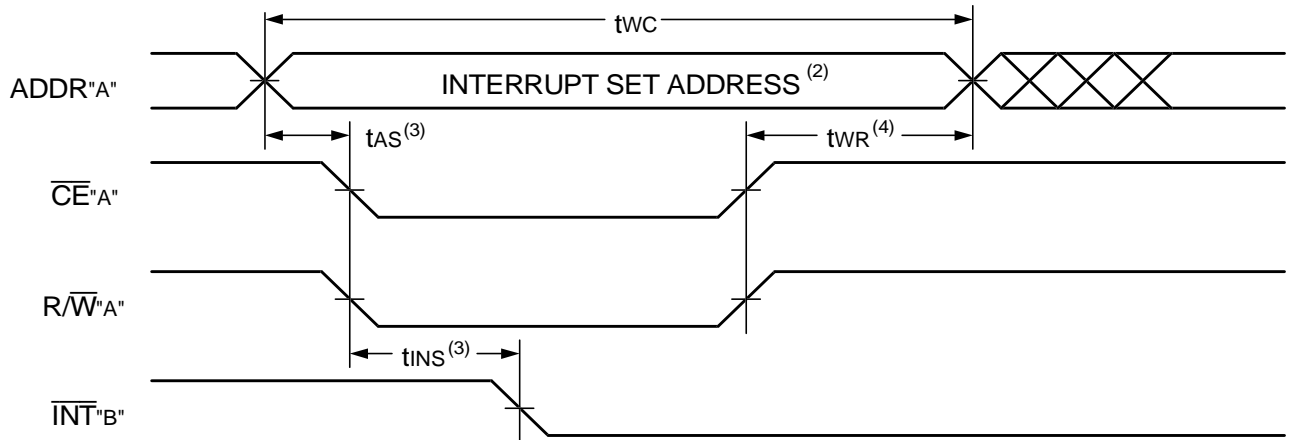 tWC
ADDR"A" INTERRUPT SET ADDRESS (2)
tAS(3) tWR(4)
CE"A"
R/W"A"
tINS(3)
INT"B"